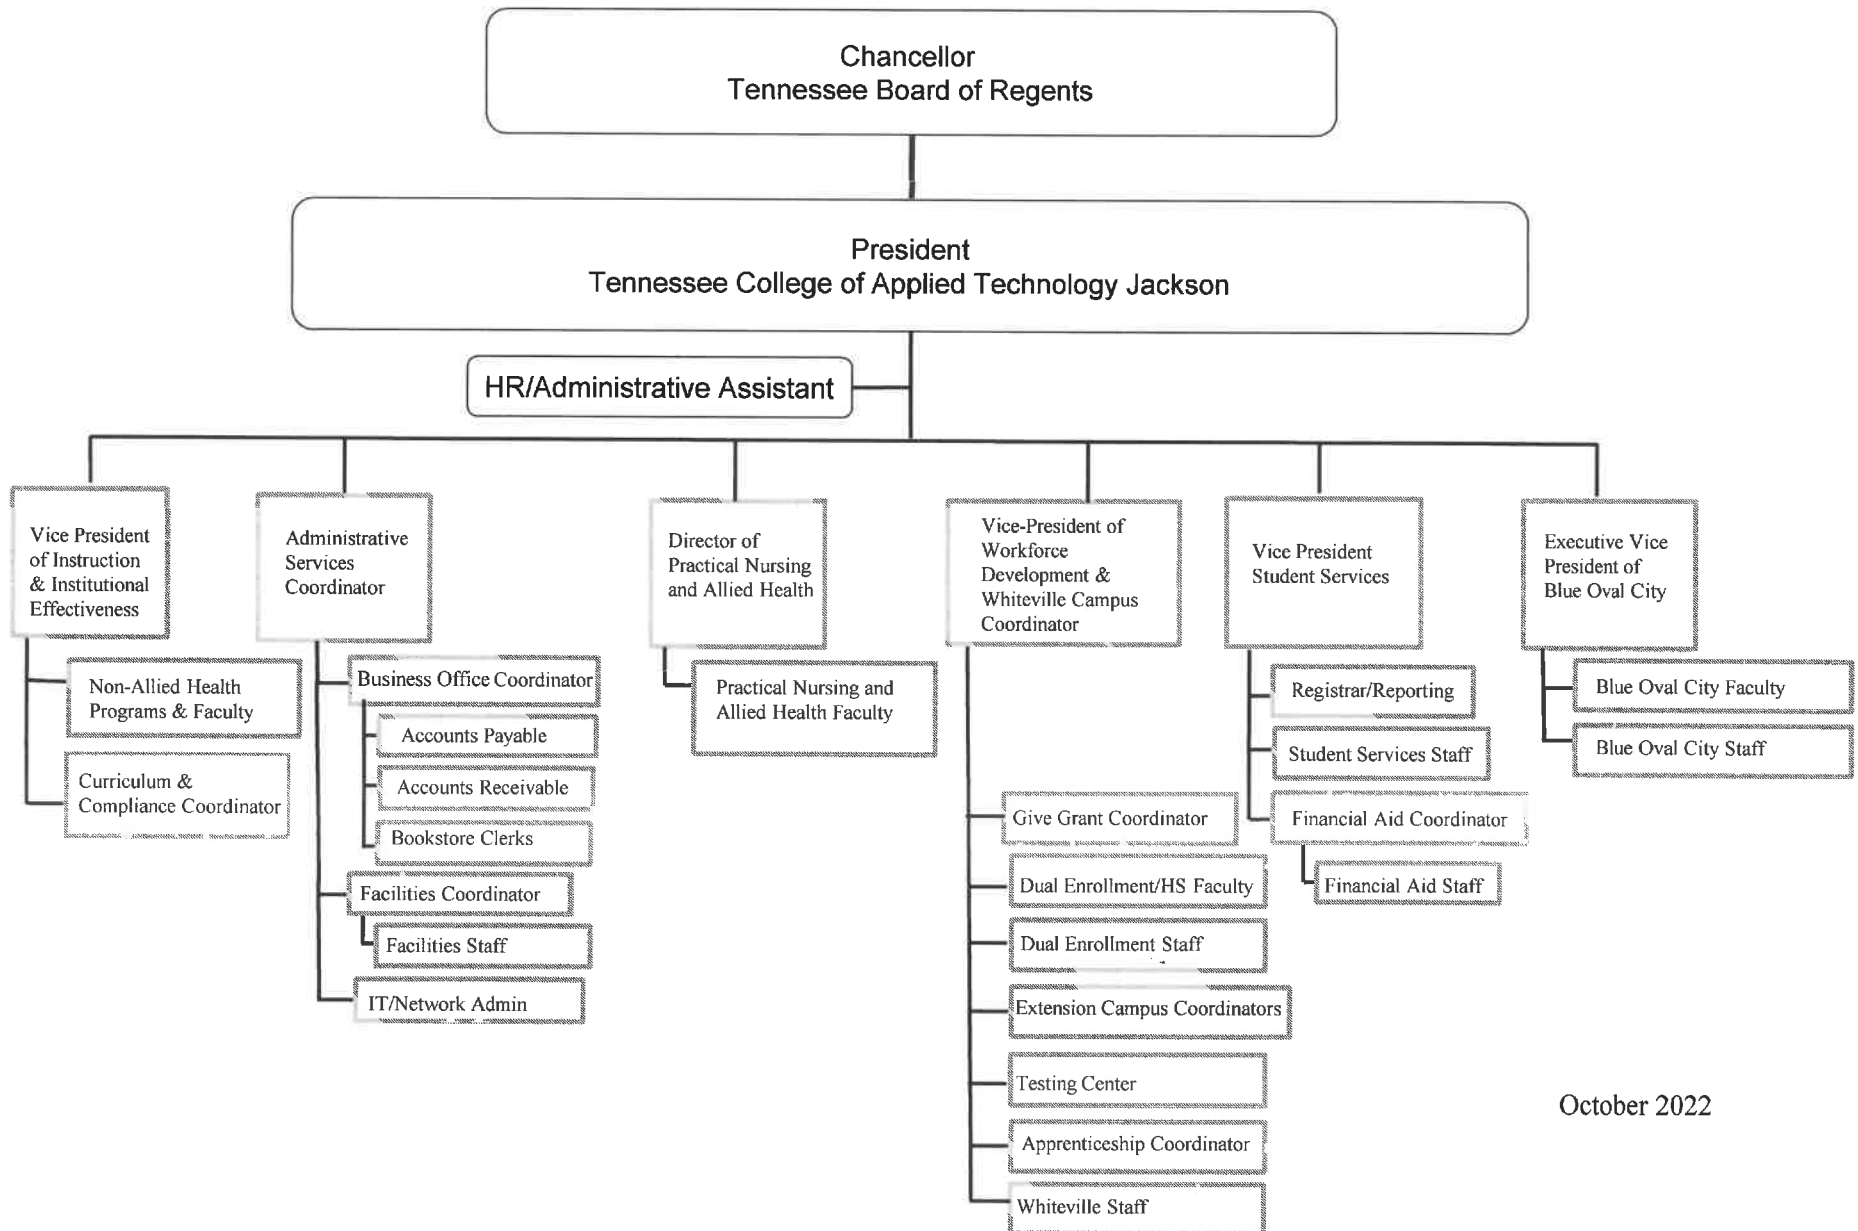 Chancellor
Tennessee Board of Regents
President
Tennessee College of Applied Technology Jackson
HR/Administrative Assistant
Vice President
of Instruction
& Institutional
Effectiveness
Non-Allied Health
Programs & Faculty
Curriculum &
Compliance Coordinator
Administrative
Services
Coordinator
Business Office Coordinator
Accounts Payable
Accounts Receivable
Bookstore Clerks
Facilities Coordinator
Facilities Staff
IT/Network Admin
Director of
Practical Nursing
and Allied Health
Practical Nursing and
Allied Health Faculty
Vice-President of
Workforce
Development &
Whiteville Campus
Coordinator
Give Grant Coordinator
Dual Enrollment/HS Faculty
Dual Enrollment Staff
Extension Campus Coordinators
Testing Center
Apprenticeship Coordinator
Whiteville Staff
Vice President
Student Services
Registrar/Reporting
Student Services Staff
Financial Aid Coordinator
Financial Aid Staff
Executive Vice
President of
Blue Oval City
Blue Oval City Faculty
Blue Oval City Staff
October 2022